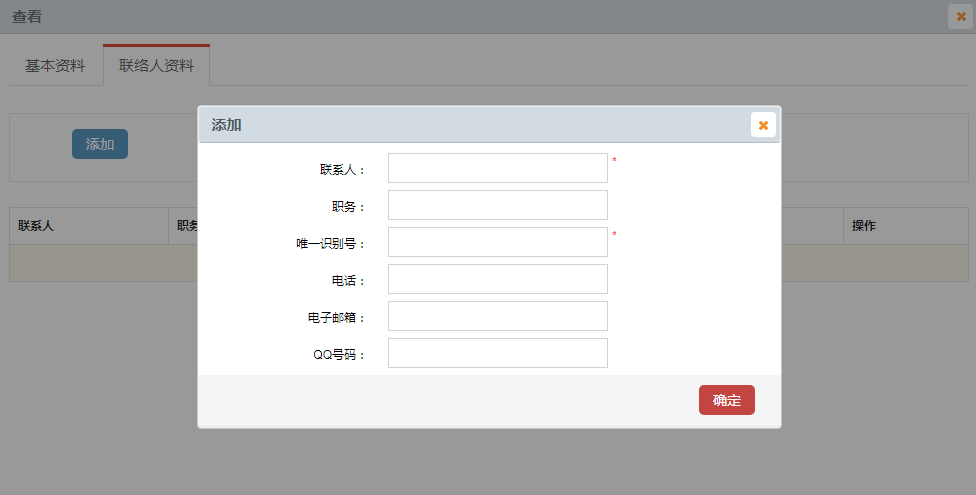 查看
基本资料 联络人资料
添加
添加
联系人：
*
职务：
唯一识别号：
*
电话：
电子邮箱：
QQ号码：
确定
联系人 职务 操作